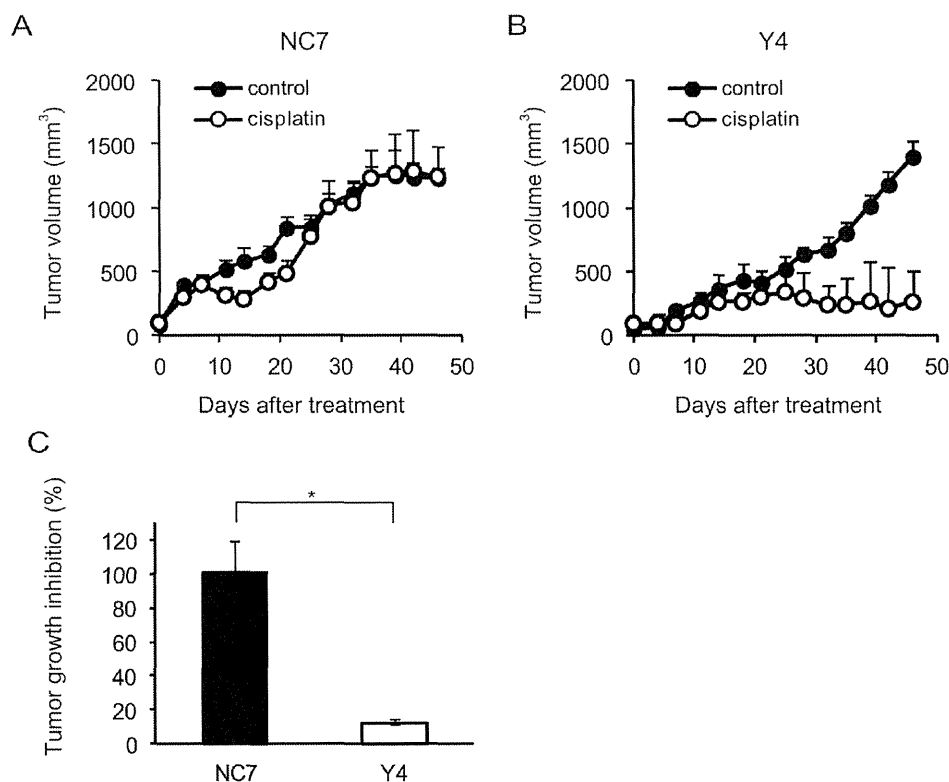 A
NC7
Tumor volume (mm³)
2000
1500
1000
500
0
control
cisplatin
0 10 20 30 40 50
Days after treatment
B
Y4
Tumor volume (mm³)
2000
1500
1000
500
0
control
cisplatin
0 10 20 30 40 50
Days after treatment
C
Tumor growth inhibition (%)
*
120
100
80
60
40
20
0
NC7 Y4